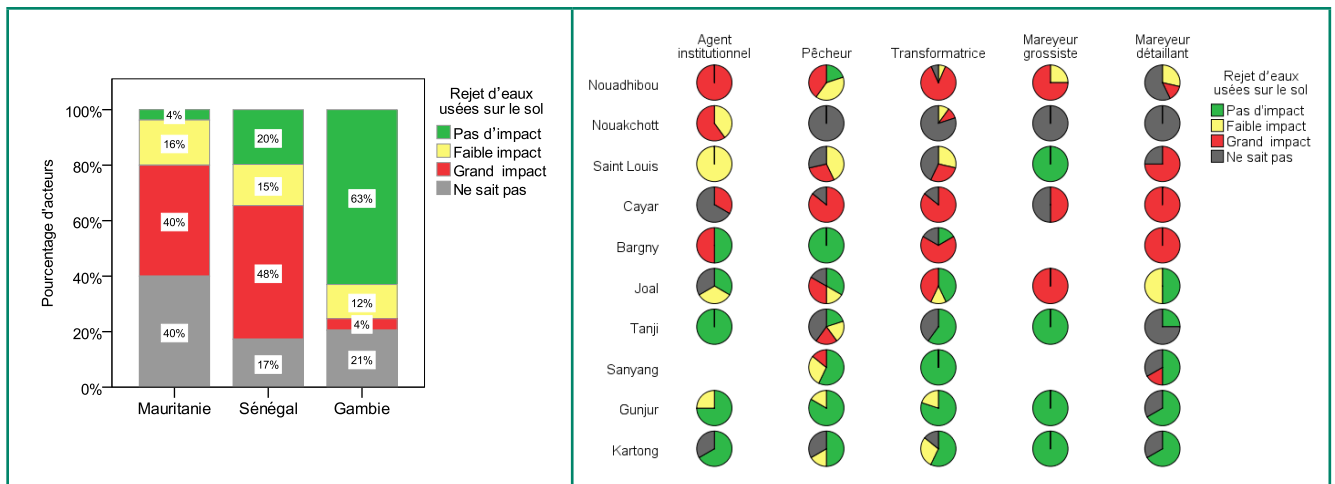 Rejet d'eaux
usées sur le sol
Pas d'impact
Faible impact
Grand impact
Ne sait pas
Pourcentage d'acteurs
100%
80%
60%
40%
20%
0%
4%
16%
40%
40%
20%
15%
48%
17%
63%
12%
4%
21%
Mauritanie Sénégal Gambie
Agent
institutionnel Pêcheur Transformatrice Mareyeur
grossiste Mareyeur
détaillant
Nouadhibou
Nouakchott
Saint Louis
Cayar
Bargny
Joal
Tanji
Sanyang
Gunjur
Kartong
Rejet d'eaux
usées sur le sol
Pas d'impact
Faible impact
Grand impact
Ne sait pas